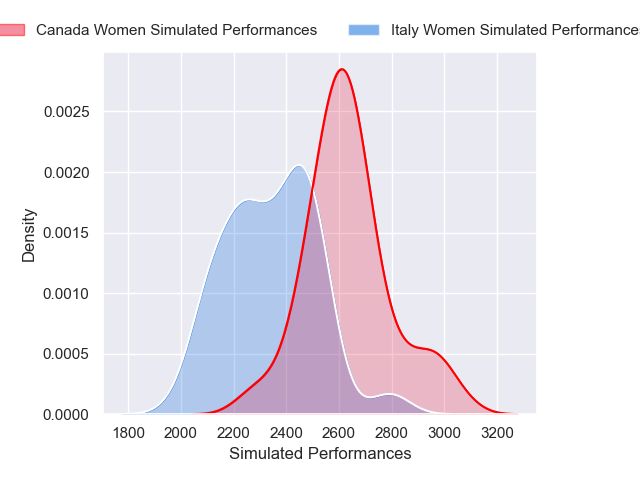 Canada Women Simulated Performances
Italy Women Simulated Performances
0.0025
0.0020
0.0015
0.0010
0.0005
0.0000
Density
1800 2000 2200 2400 2600 2800 3000 3200
Simulated Performances